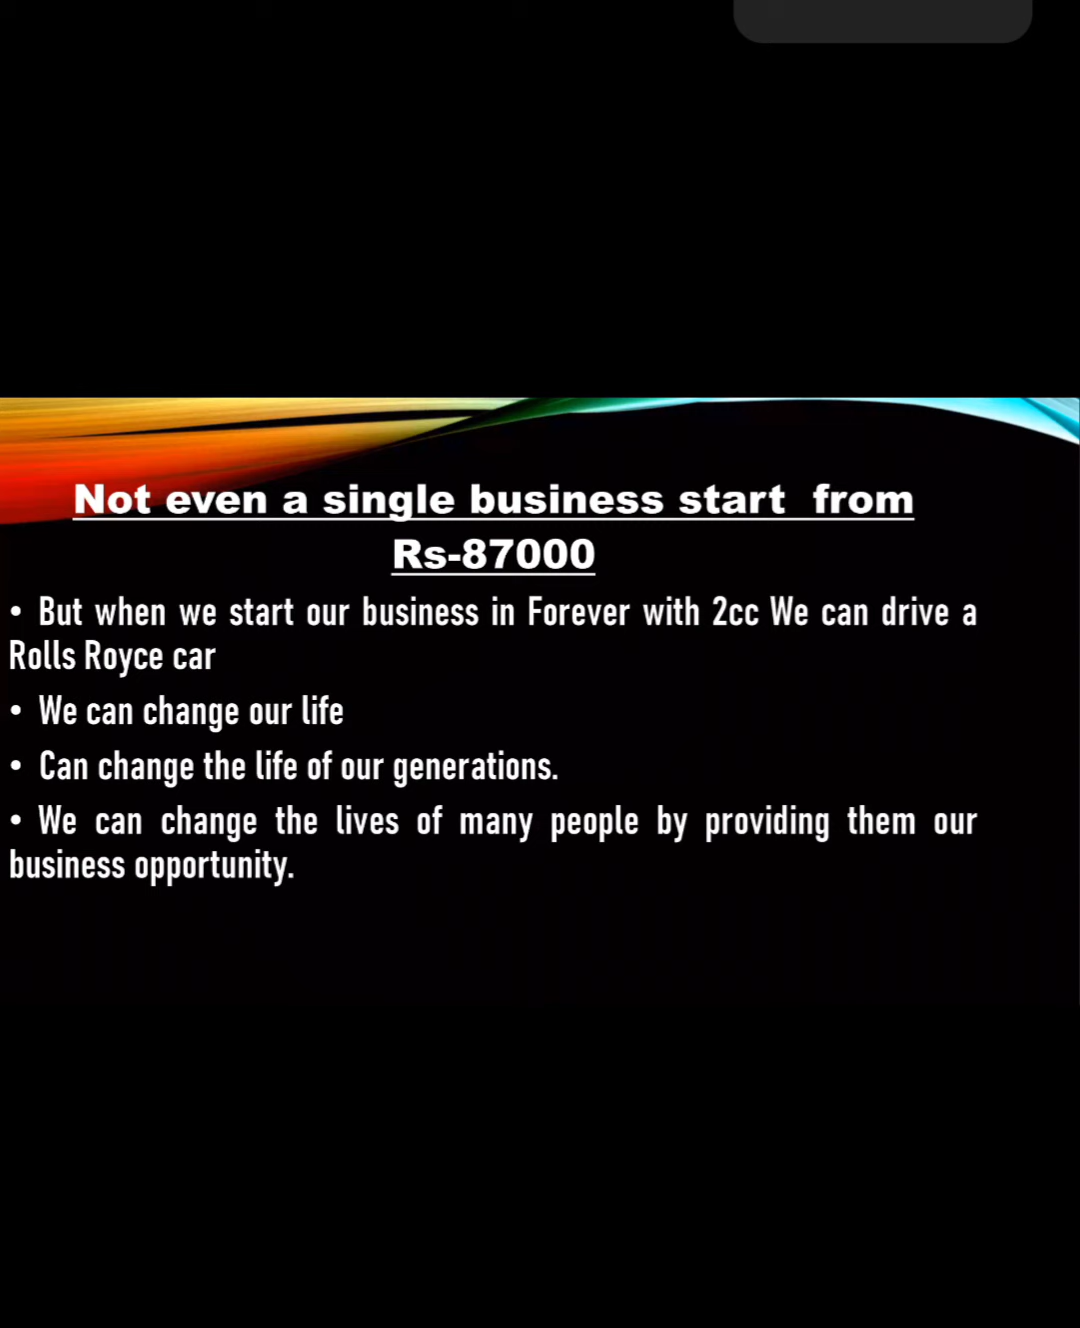 Not even a single business start from
Rs-87000
• But when we start our business in Forever with 2cc We can drive a
Rolls Royce car
• We can change our life
• Can change the life of our generations.
• We can change the lives of many people by providing them our
business opportunity.